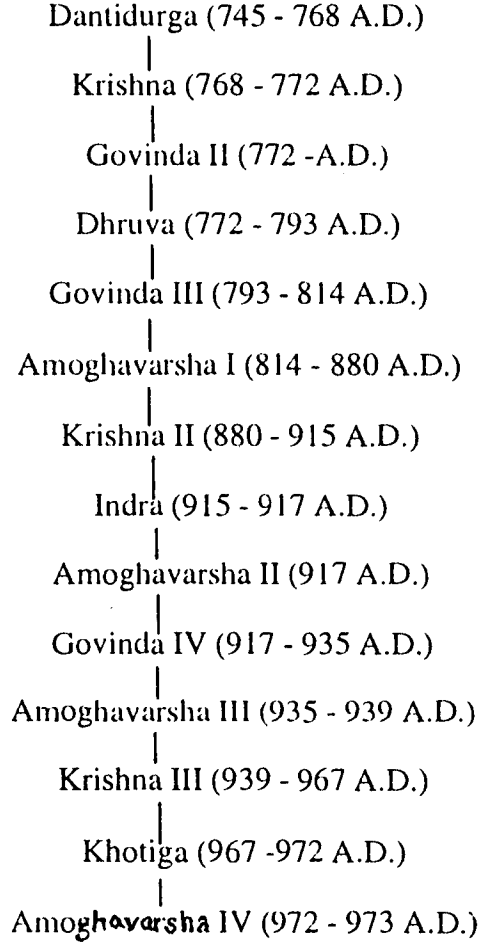 Dantidurga (745 - 768 A.D.)
Krishna (768 - 772 A.D.)
Govinda II (772 -A.D.)
Dhruva (772 - 793 A.D.)
Govinda III (793 - 814 A.D.)
Amoghavarsha I (814 - 880 A.D.)
Krishna II (880 - 915 A.D.)
Indra (915 - 917 A.D.)
Amoghavarsha II (917 A.D.)
Govinda IV (917 - 935 A.D.)
Amoghavarsha III (935 - 939 A.D.)
Krishna III (939 - 967 A.D.)
Khotiga (967 -972 A.D.)
Amoghavarsha IV (972 - 973 A.D.)